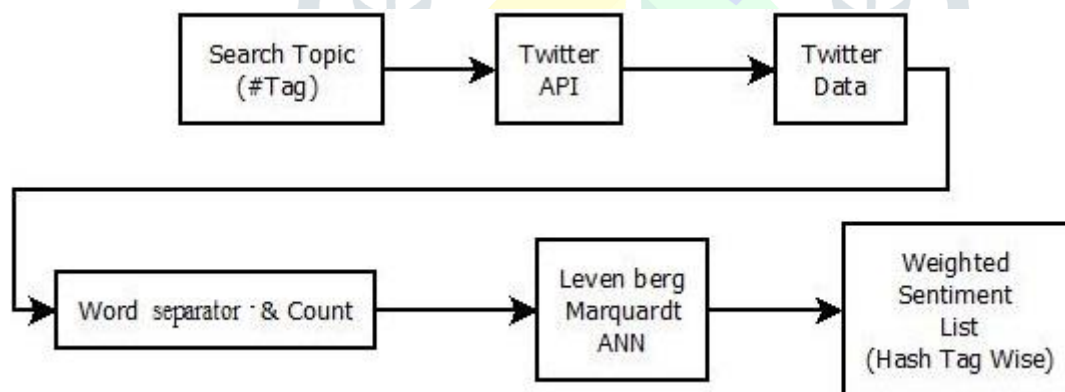 Search Topic
(#Tag)
Twitter
API
Twitter
Data
Word separator & Count
Leven berg
Marquardt
ANN
Weighted
Sentiment
List
(Hash Tag Wise)